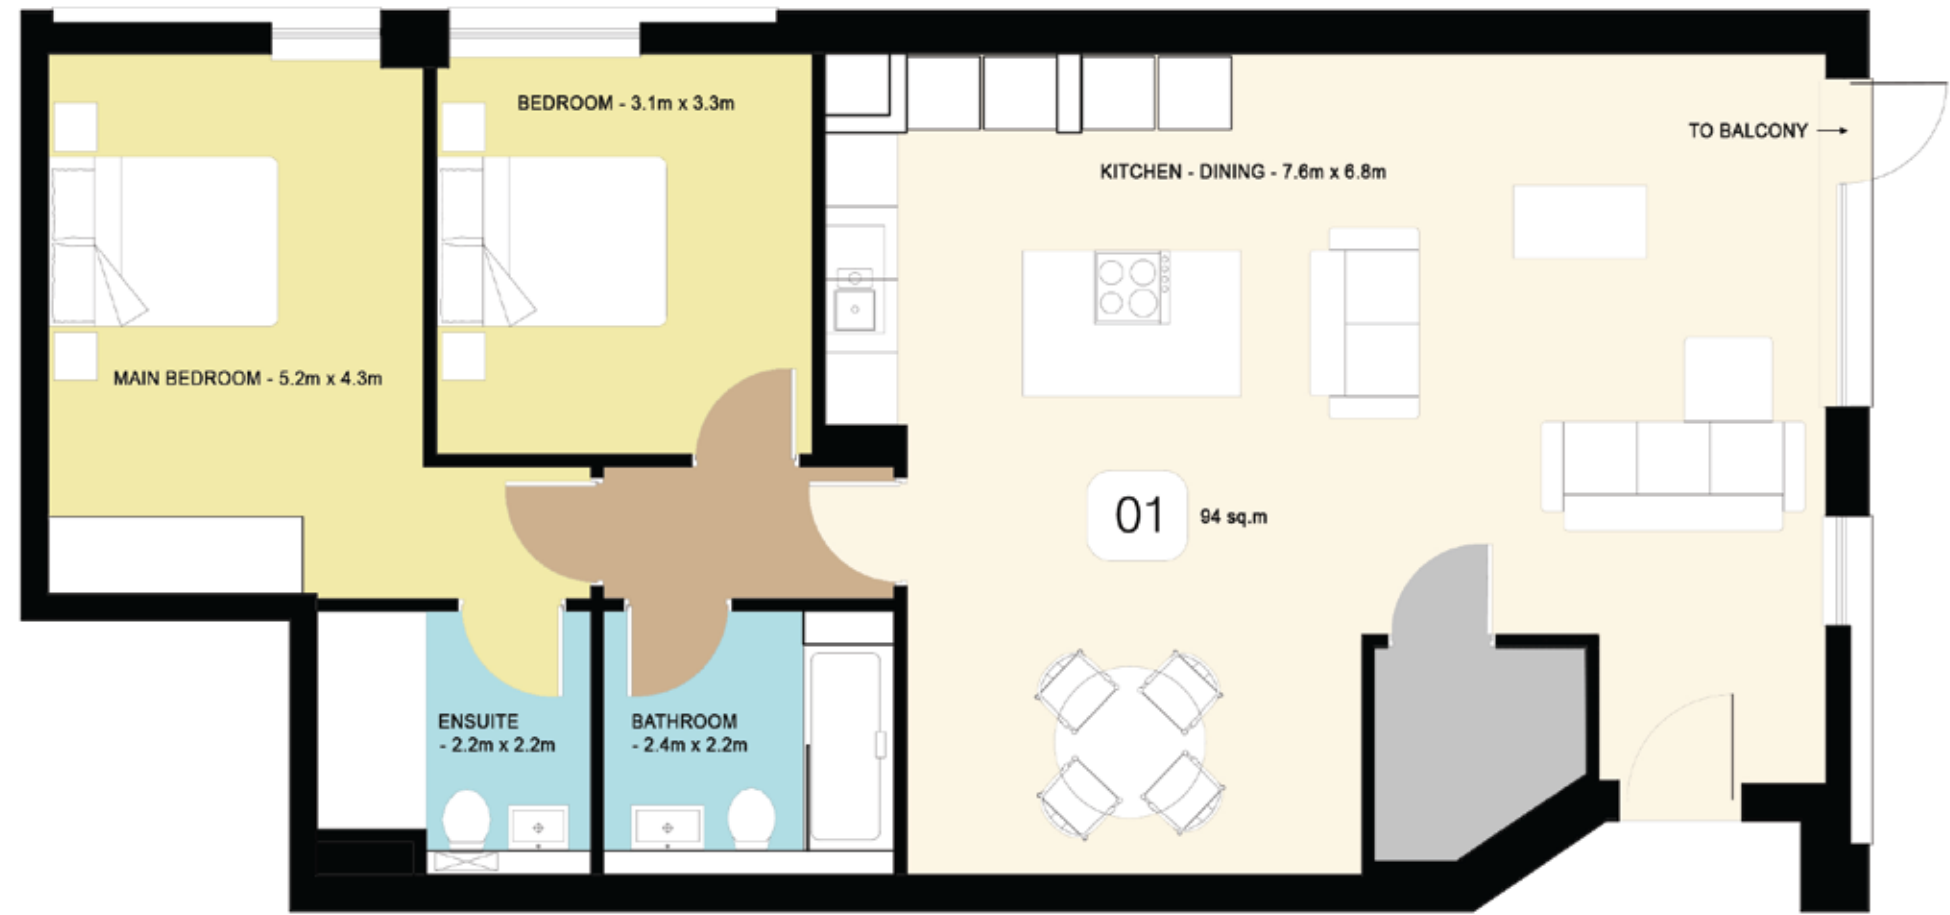 BEDROOM - 3.1m x 3.3m
TO BALCONY
KITCHEN - DINING - 7.6m x 6.8m
MAIN BEDROOM - 5.2m x 4.3m
01 94 sq.m
ENSUITE
- 2.2m x 2.2m
BATHROOM
- 2.4m x 2.2m